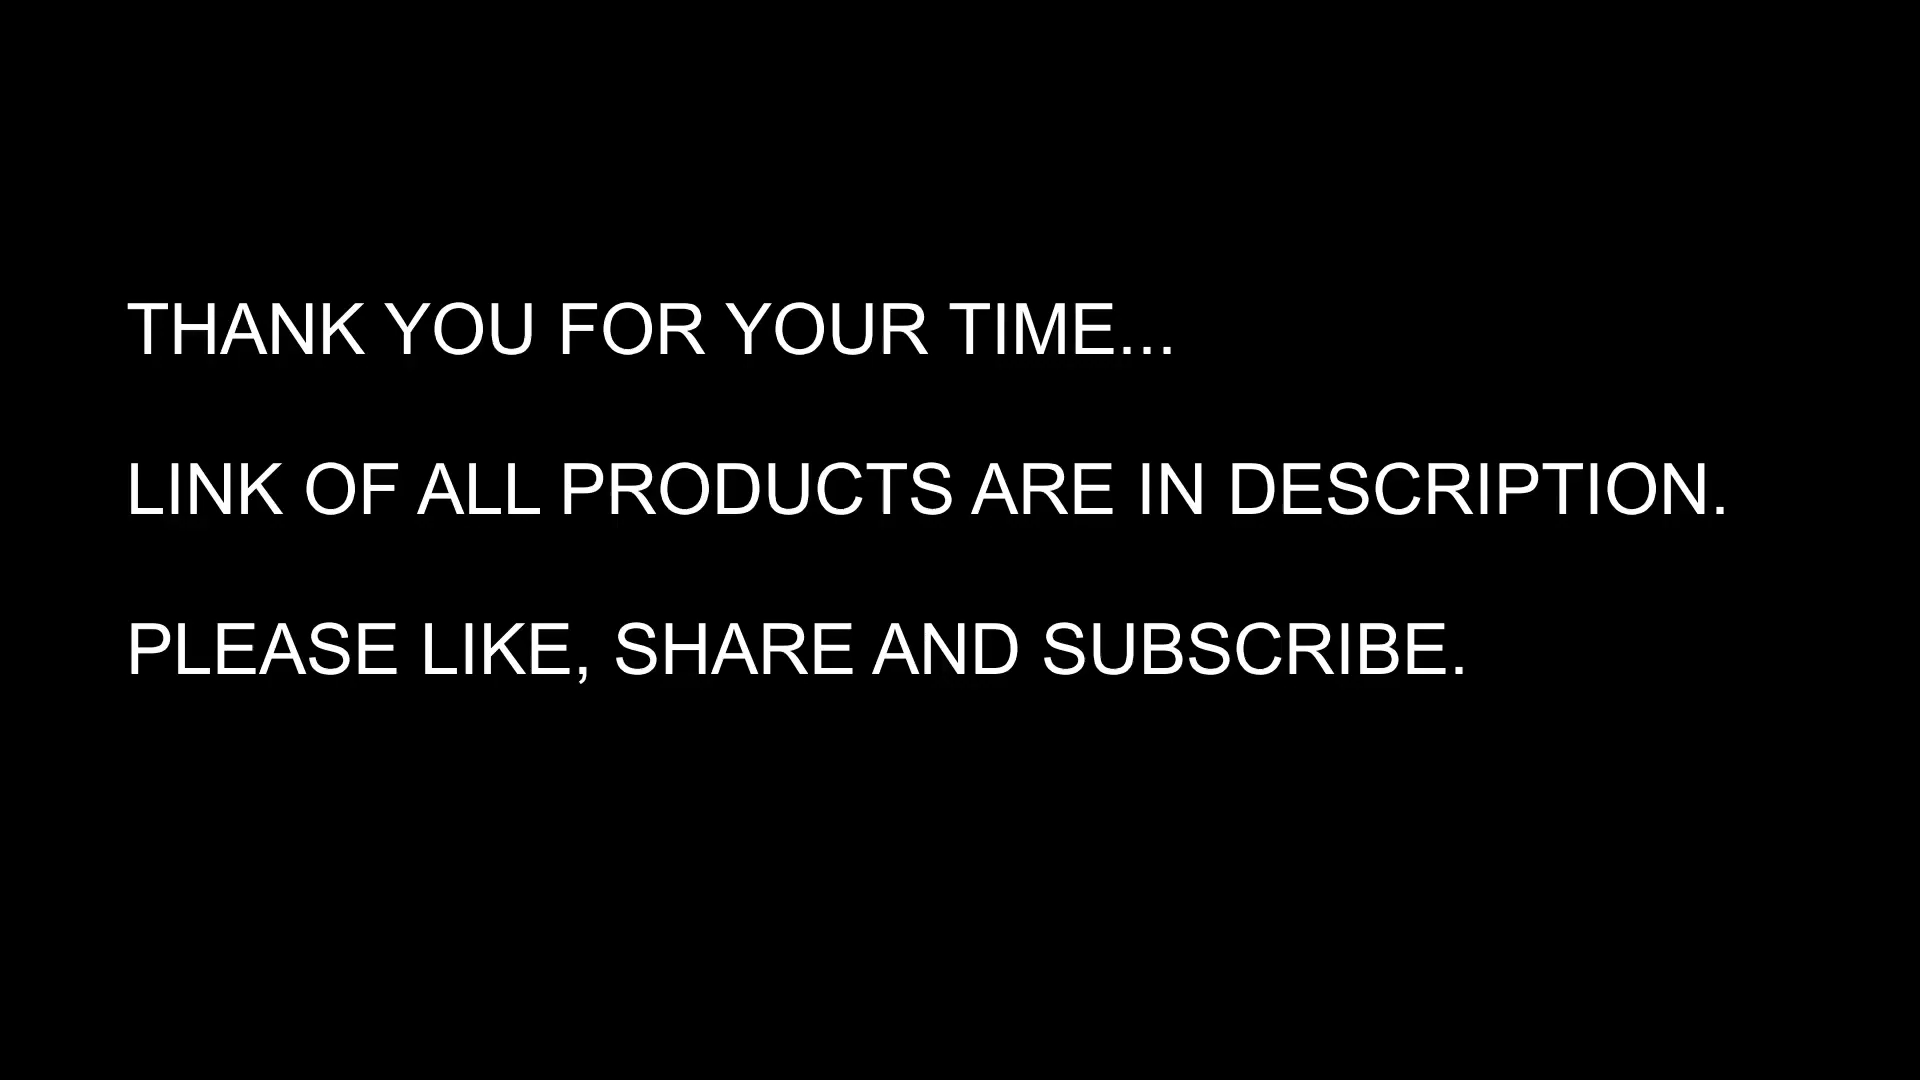 THANK YOU FOR YOUR TIME...
LINK OF ALL PRODUCTS ARE IN DESCRIPTION.
PLEASE LIKE, SHARE AND SUBSCRIBE.